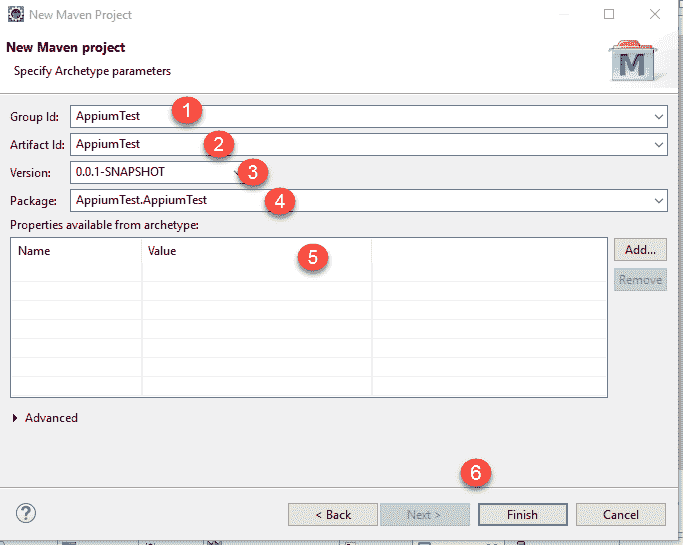 New Maven Project
New Maven project
Specify Archetype parameters
M
Group Id: AppiumTest 1
Artifact Id: AppiumTest 2
Version: 0.0.1-SNAPSHOT 3
Package: AppiumTest.AppiumTest 4
Properties available from archetype:
Name Value 5 Add...
Remove
Advanced
6
? < Back Next > Finish Cancel